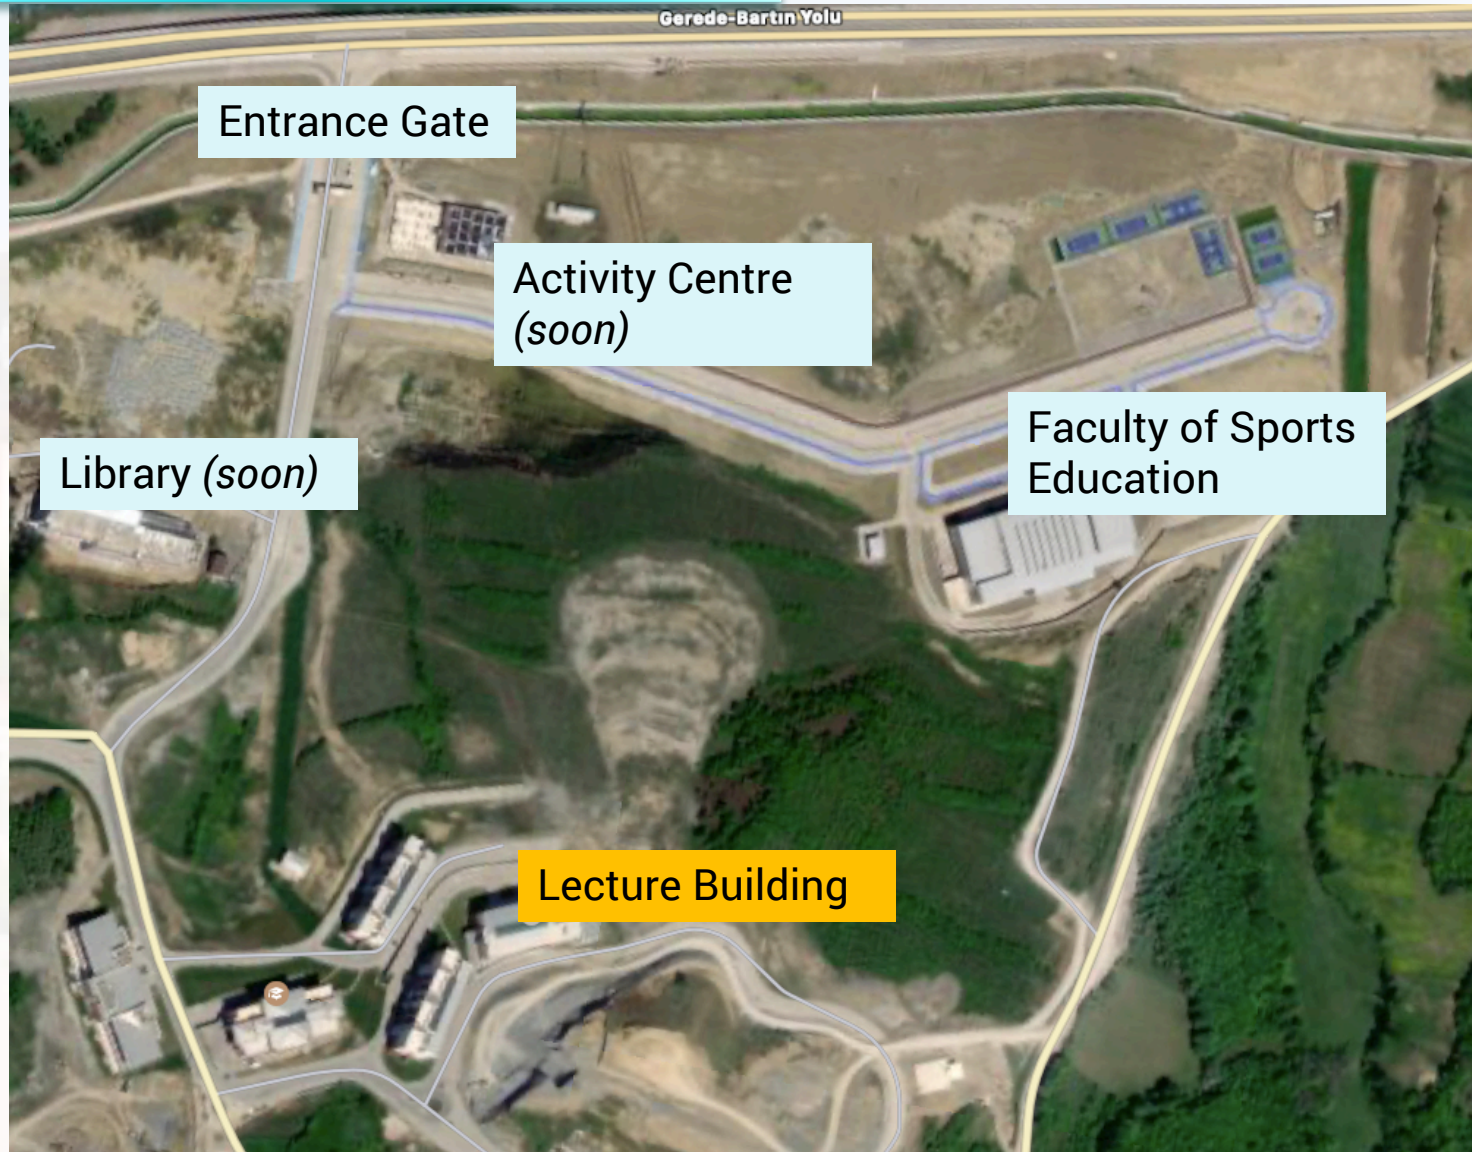 Gerede-Bartın Yolu
Entrance Gate
Activity Centre
(soon)
Faculty of Sports
Education
Library (soon)
Lecture Building